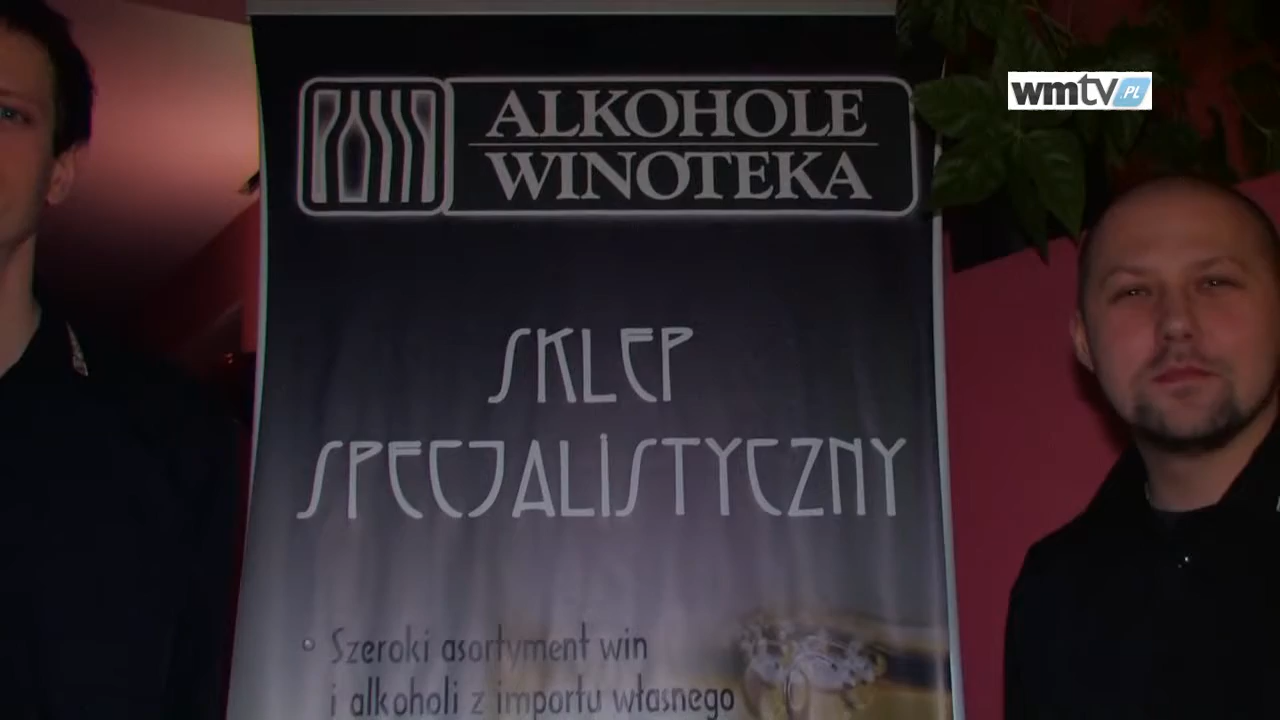 wmtv.PL
ALKOHOLE
WINOTEKA
SKLEP
SPECJALISTYCZNY
Szeroki asortyment win
i alkoholi z importu własnego